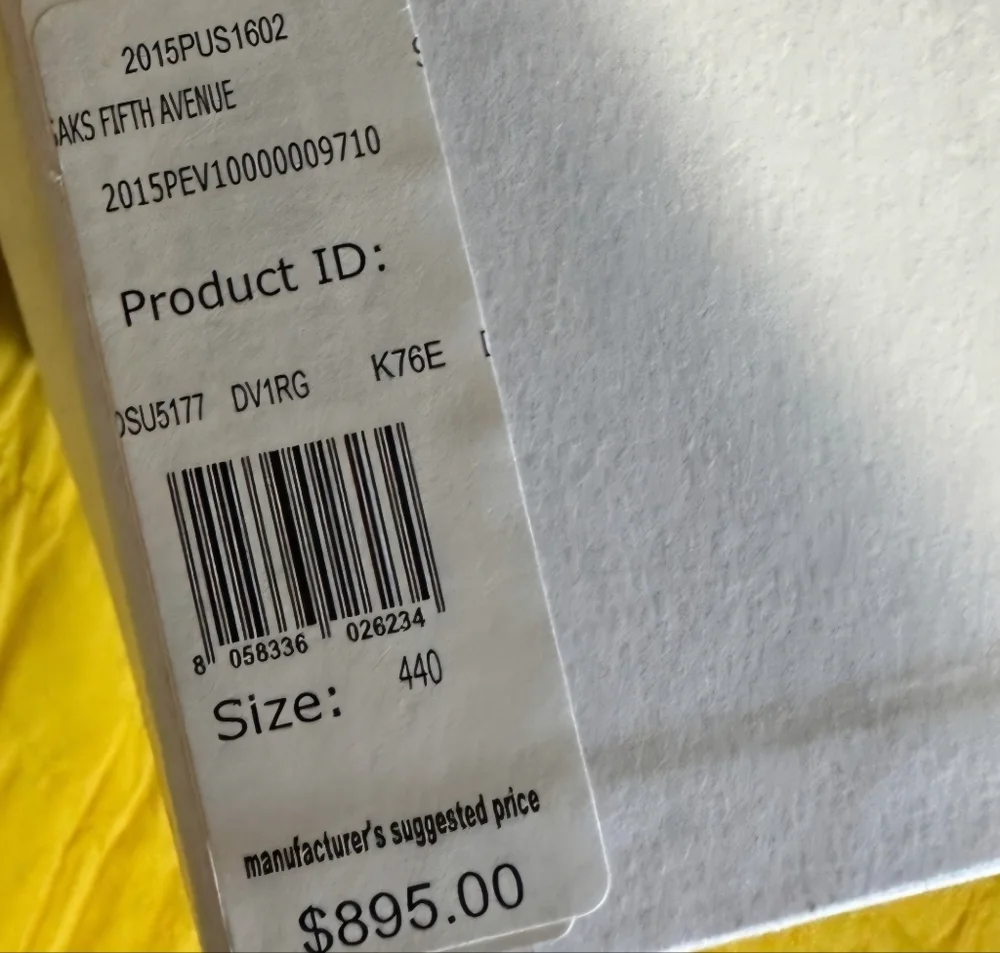 2015PUS1602
SAKS FIFTH AVENUE
2015PEV10000009710
Product ID:
DSU5177 DV1RG K76E
8 058336 026234
Size: 440
manufacturer's suggested price
$895.00